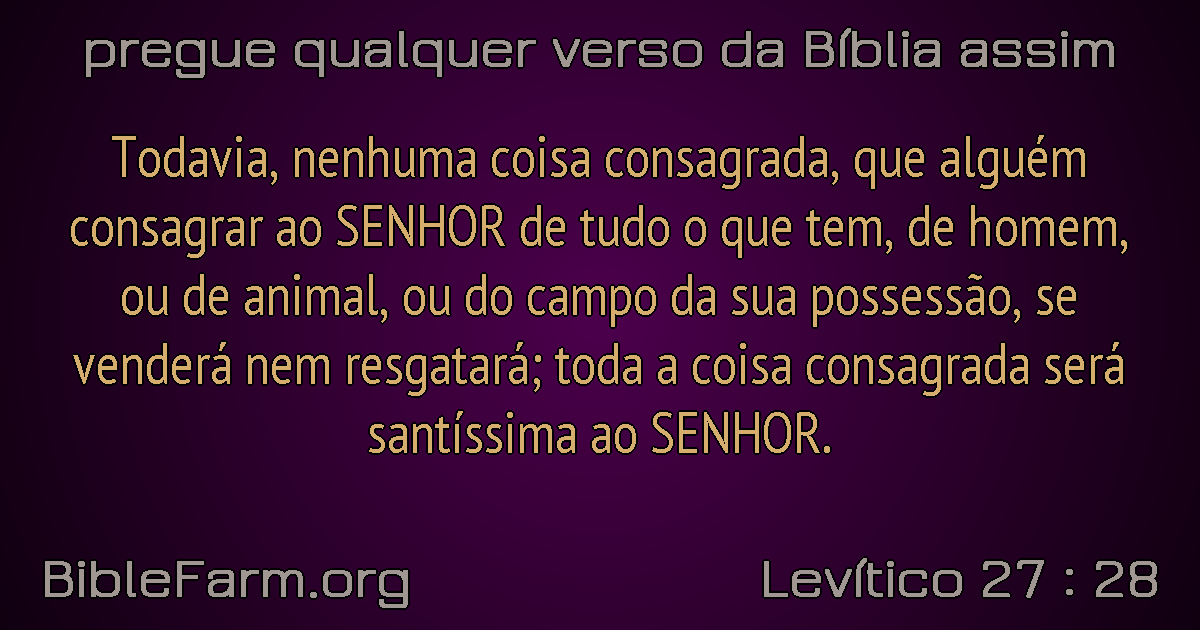 pregue qualquer verso da Bíblia assim
Todavia, nenhuma coisa consagrada, que alguém
consagrar ao SENHOR de tudo o que tem, de homem,
ou de animal, ou do campo da sua possessão, se
venderá nem resgatará; toda a coisa consagrada será
santíssima ao SENHOR.
BibleFarm.org
Levítico 27 : 28